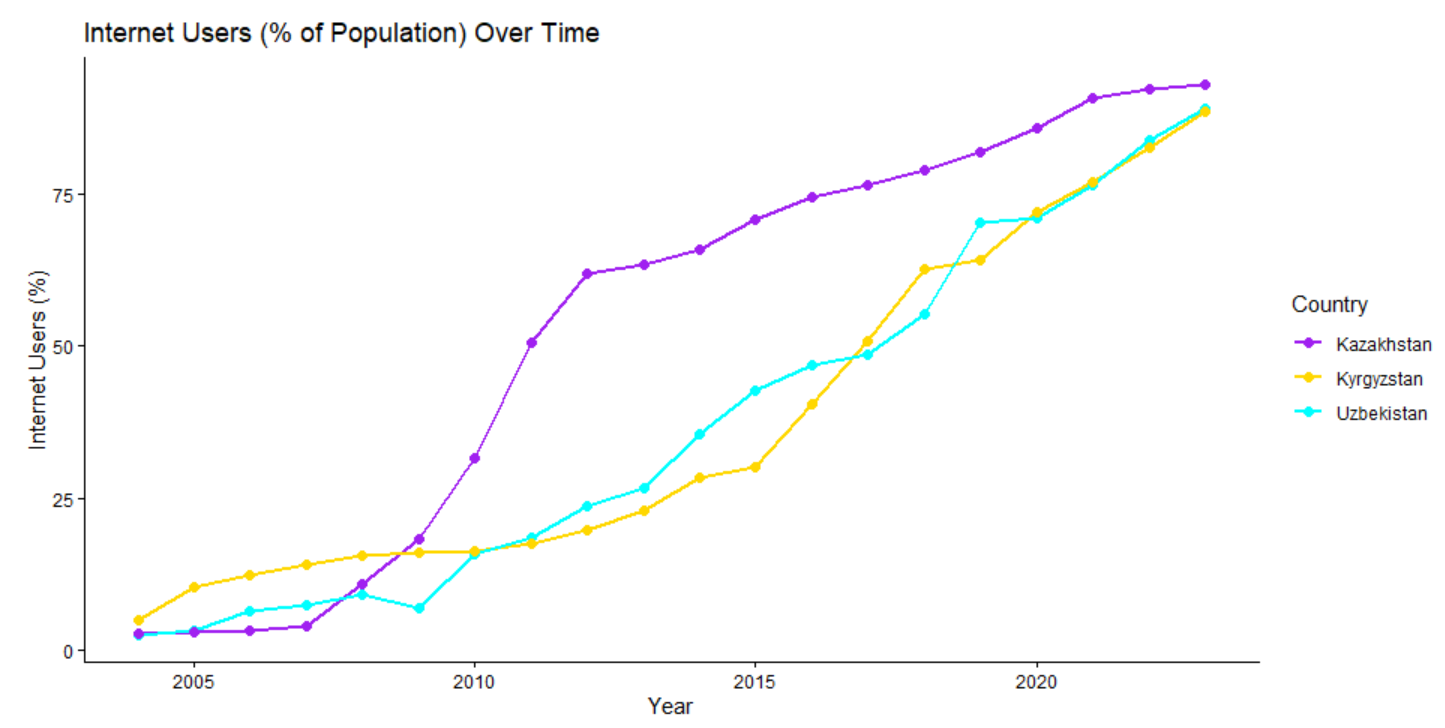 Internet Users (% of Population) Over Time
Internet Users (%)
75
50
25
0
2005 2010 2015 2020
Year
Country
Kazakhstan
Kyrgyzstan
Uzbekistan